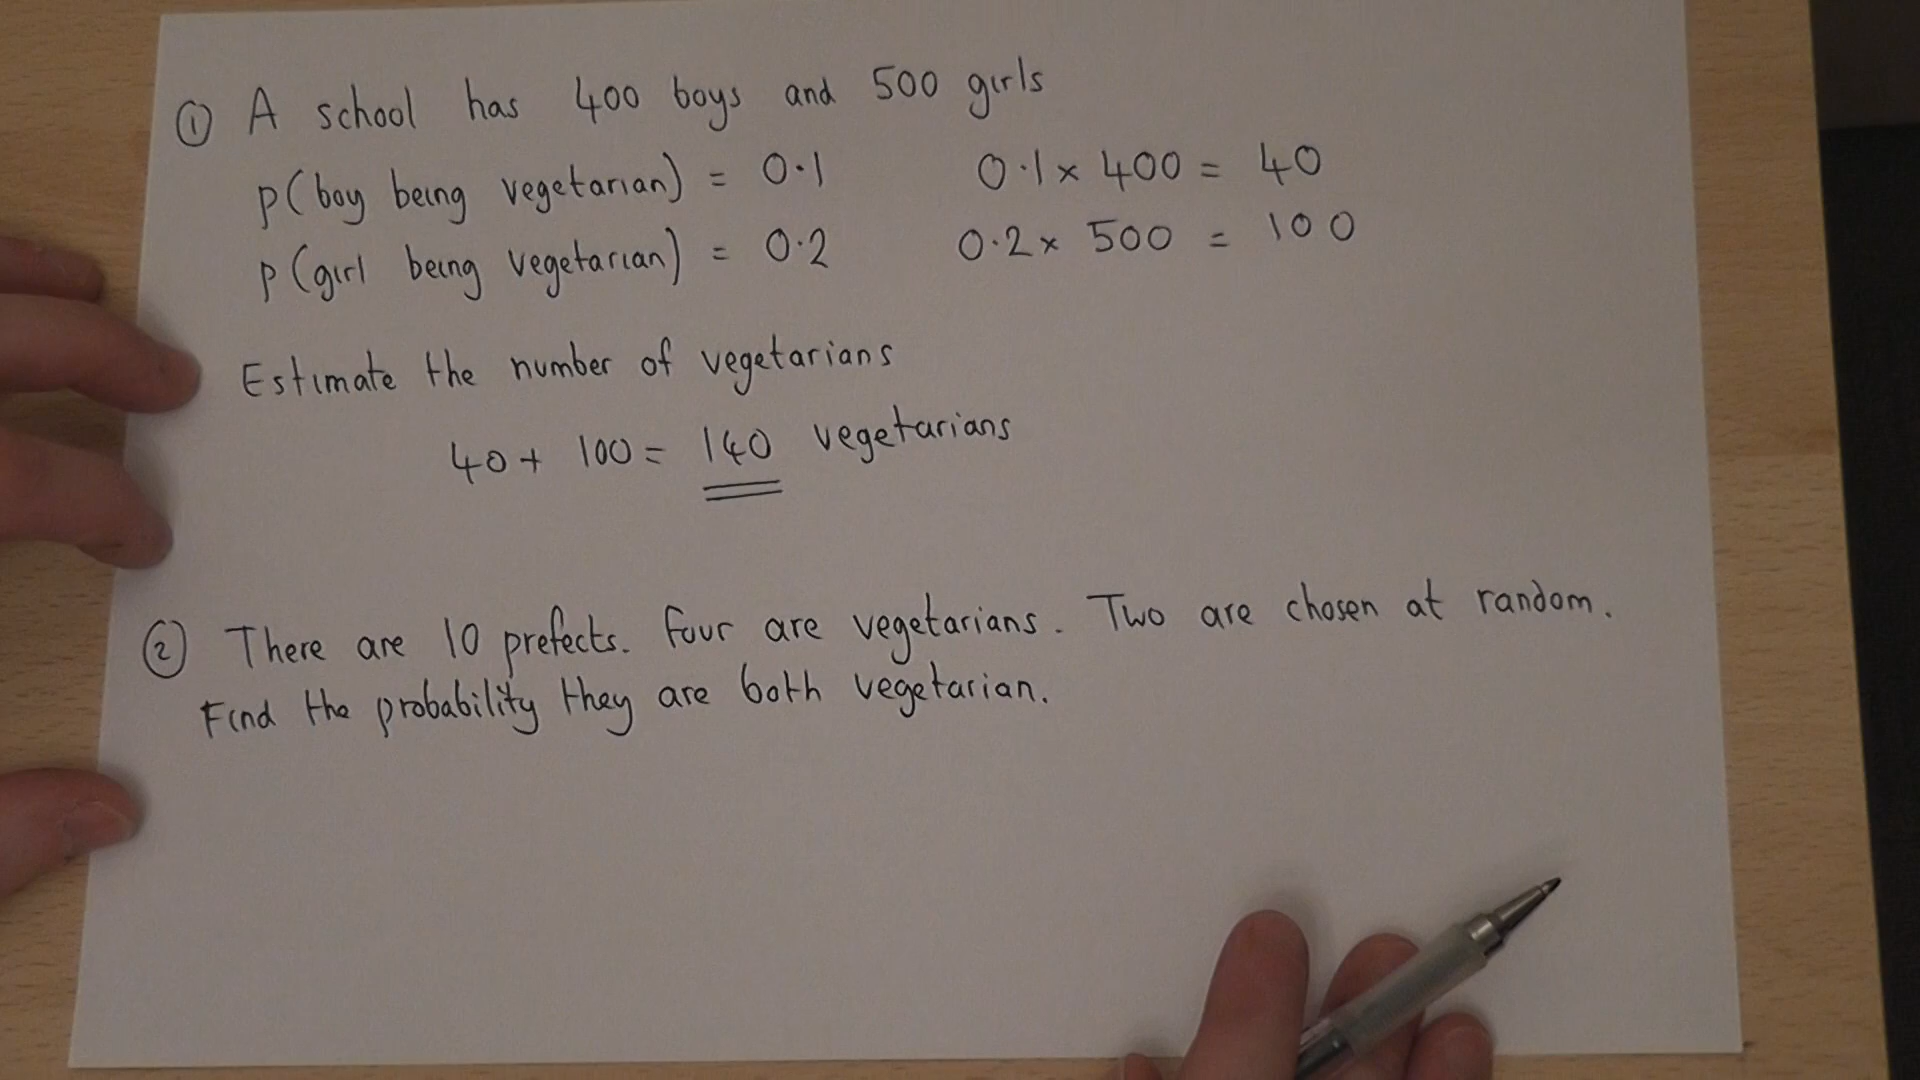 ① A school has 400 boys and 500 girls
p(boy being vegetarian) = 0·1 0·1 × 400 = 40
p(girl being vegetarian) = 0·2 0·2 × 500 = 100
Estimate the number of vegetarians
40 + 100 = 140 vegetarians
② There are 10 prefects. Four are vegetarians. Two are chosen at random.
Find the probability they are both vegetarian.